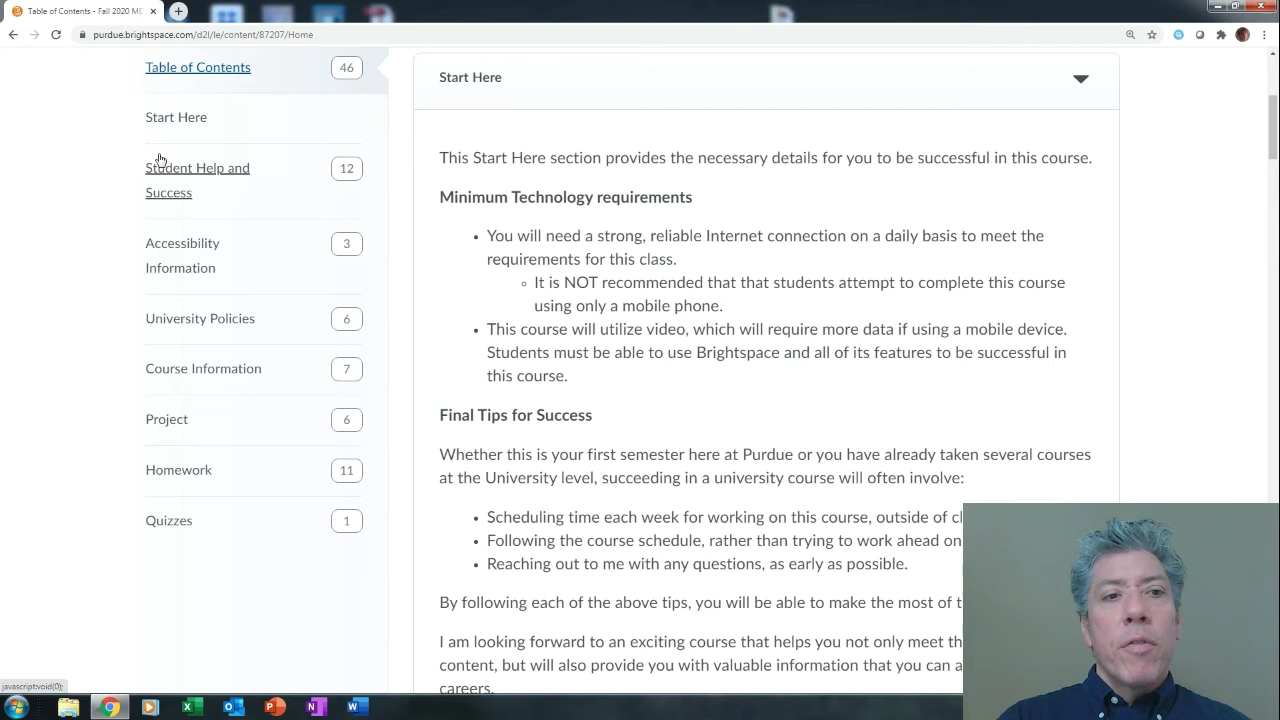 Table of Contents - Fall 2020 ME
purdue.brightspace.com/d2l/le/content/87207/Home
Table of Contents 46
Start Here
Student Help and
Success
12
Accessibility
Information
3
University Policies 6
Course Information 7
Project 6
Homework 11
Quizzes 1
Start Here
This Start Here section provides the necessary details for you to be successful in this course.
Minimum Technology requirements
• You will need a strong, reliable Internet connection on a daily basis to meet the
requirements for this class.
◦ It is NOT recommended that that students attempt to complete this course
using only a mobile phone.
• This course will utilize video, which will require more data if using a mobile device.
Students must be able to use Brightspace and all of its features to be successful in
this course.
Final Tips for Success
Whether this is your first semester here at Purdue or you have already taken several courses
at the University level, succeeding in a university course will often involve:
• Scheduling time each week for working on this course, outside of cl
• Following the course schedule, rather than trying to work ahead on
• Reaching out to me with any questions, as early as possible.
By following each of the above tips, you will be able to make the most of t
I am looking forward to an exciting course that helps you not only meet th
content, but will also provide you with valuable information that you can a
careers.
javascript:void(0);